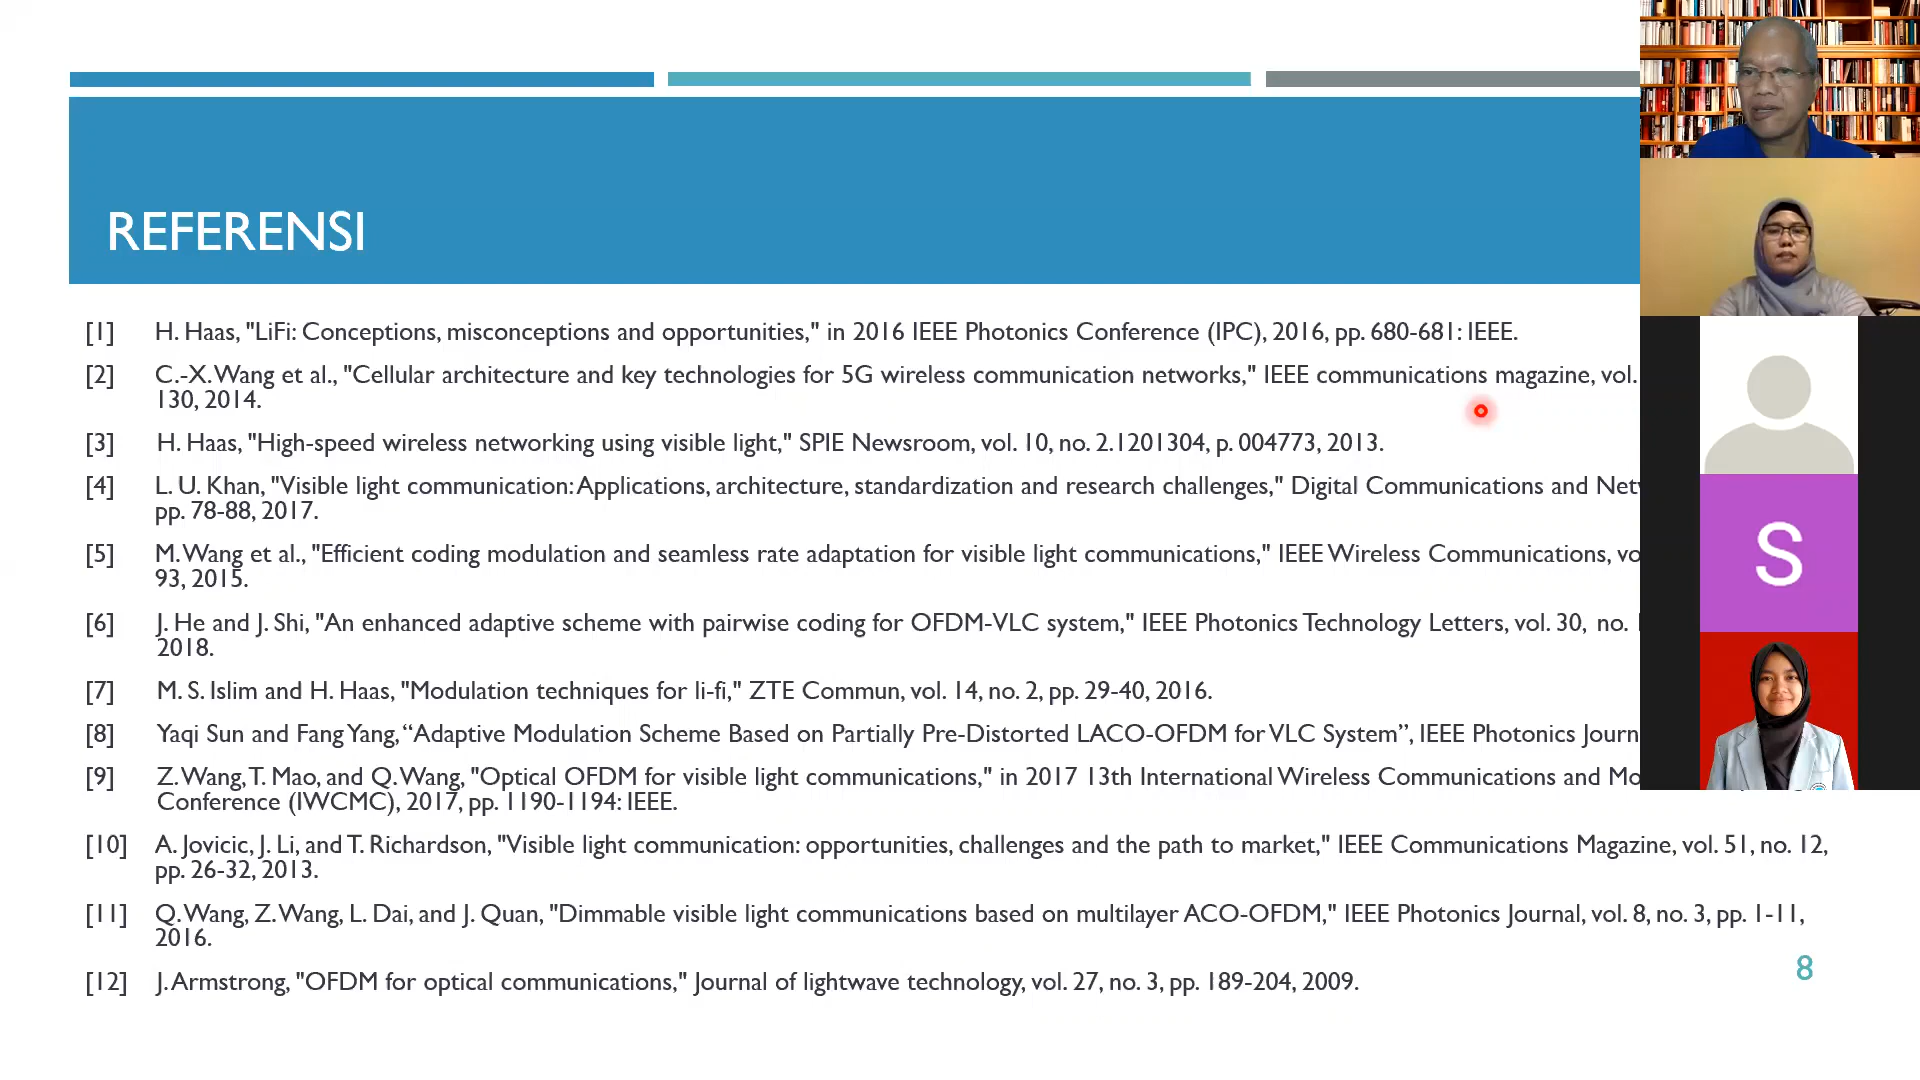 REFERENSI
[1] H. Haas, "LiFi: Conceptions, misconceptions and opportunities," in 2016 IEEE Photonics Conference (IPC), 2016, pp. 680-681: IEEE.
[2] C.-X. Wang et al., "Cellular architecture and key technologies for 5G wireless communication networks," IEEE communications magazine, vol.
130, 2014.
[3] H. Haas, "High-speed wireless networking using visible light," SPIE Newsroom, vol. 10, no. 2.1201304, p. 004773, 2013.
[4] L. U. Khan, "Visible light communication: Applications, architecture, standardization and research challenges," Digital Communications and
pp. 78-88, 2017.
[5] M. Wang et al., "Efficient coding modulation and seamless rate adaptation for visible light communications," IEEE Wireless Communications,
93, 2015.
[6] J. He and J. Shi, "An enhanced adaptive scheme with pairwise coding for OFDM-VLC system," IEEE Photonics Technology Letters, vol. 30, no.
2018.
[7] M. S. Islim and H. Haas, "Modulation techniques for li-fi," ZTE Commun, vol. 14, no. 2, pp. 29-40, 2016.
[8] Yaqi Sun and Fang Yang, “Adaptive Modulation Scheme Based on Partially Pre-Distorted LACO-OFDM for VLC System”, IEEE Photonics
[9] Z. Wang, T. Mao, and Q. Wang, "Optical OFDM for visible light communications," in 2017 13th International Wireless Communications and
Conference (IWCMC), 2017, pp. 1190-1194: IEEE.
[10] A. Jovicic, J. Li, and T. Richardson, "Visible light communication: opportunities, challenges and the path to market," IEEE Communications Magazine, vol. 51, no. 12,
pp. 26-32, 2013.
[11] Q. Wang, Z. Wang, L. Dai, and J. Quan, "Dimmable visible light communications based on multilayer ACO-OFDM," IEEE Photonics Journal, vol. 8, no. 3, pp. 1-11,
2016.
[12] J. Armstrong, "OFDM for optical communications," Journal of lightwave technology, vol. 27, no. 3, pp. 189-204, 2009.
8
S